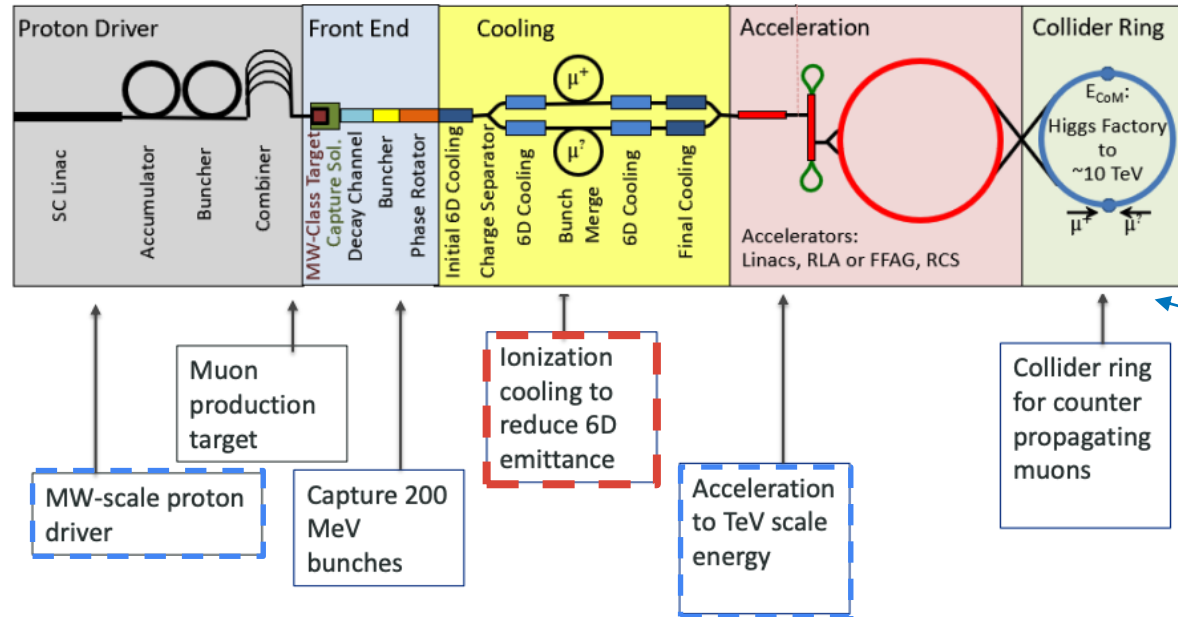 Proton Driver
Front End
Cooling
Acceleration
Collider Ring
SC Linac
Accumulator
Buncher
Combiner
MW-Class Target
Capture Sol.
Decay Channel
Buncher
Phase Rotator
Initial 6D Cooling
Charge Separator
6D Cooling
μ+
μ?
Bunch
Merge
6D Cooling
Final Cooling
Accelerators:
Linacs, RLA or FFAG, RCS
ECoM:
Higgs Factory
to
~10 TeV
μ+
μ?
MW-scale proton
driver
Muon
production
target
Capture 200
MeV
bunches
Ionization
cooling to
reduce 6D
emittance
Acceleration
to TeV scale
energy
Collider ring
for counter
propagating
muons